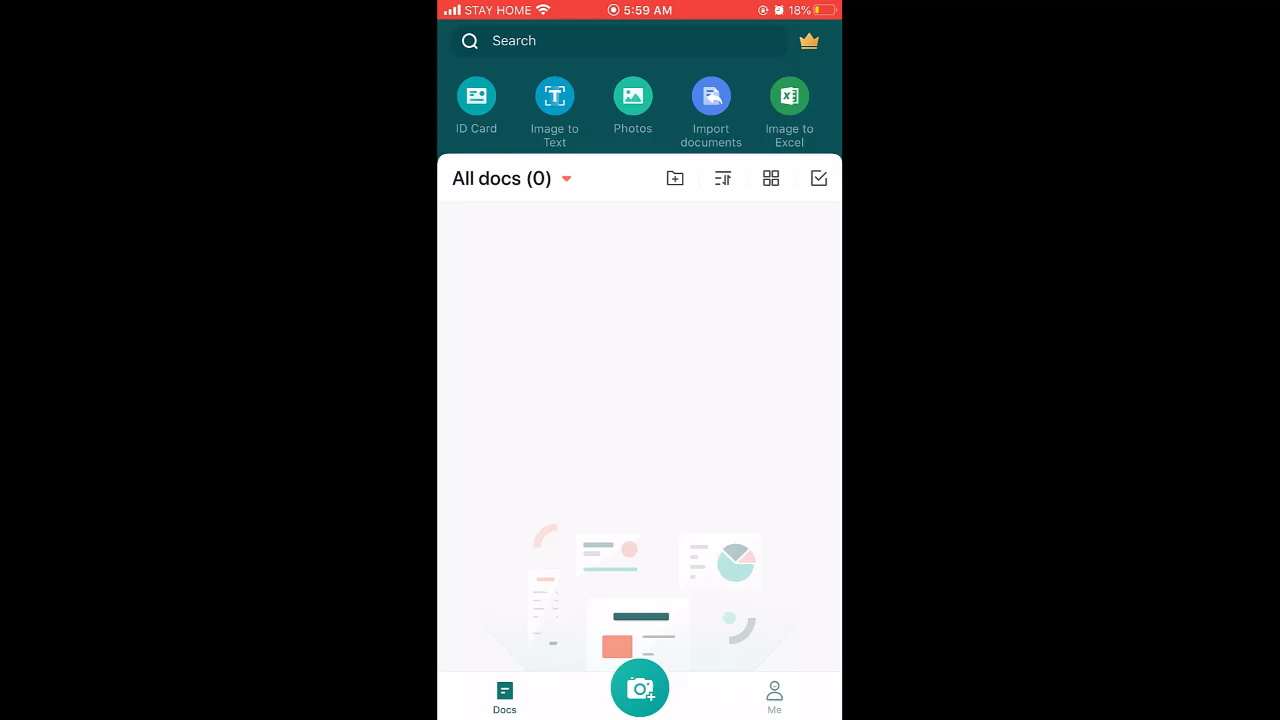 STAY HOME 5:59 AM 18%
Search
ID Card
Image to
Text
Photos
Import
documents
Image to
Excel
All docs (0)
Docs
Me